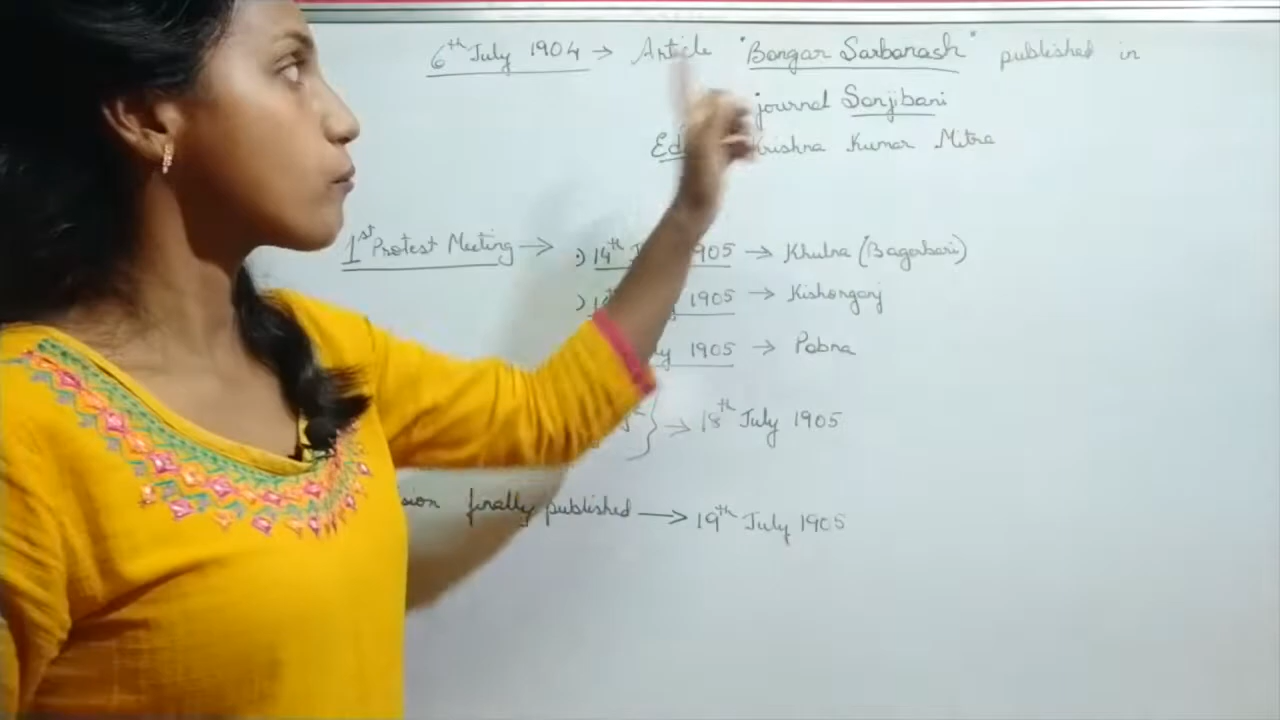 6th July 1904 → Article "Bongar Sarbanash" published in
journal Sanjibani
Krishna Kumar Mitra
1st Protest Meeting → 14th 1905 → Khulna (Bagerbari)
1905 → Kishorganj
1905 → Pabna
} → 18th July 1905
finally published → 19th July 1905